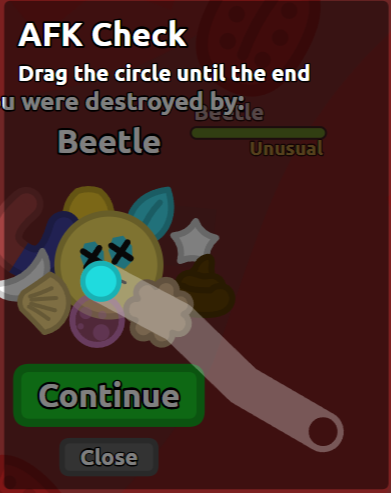 AFK Check
Drag the circle until the end
u were destroyed by:
Beetle
Beetle
Unusual
Continue
Close